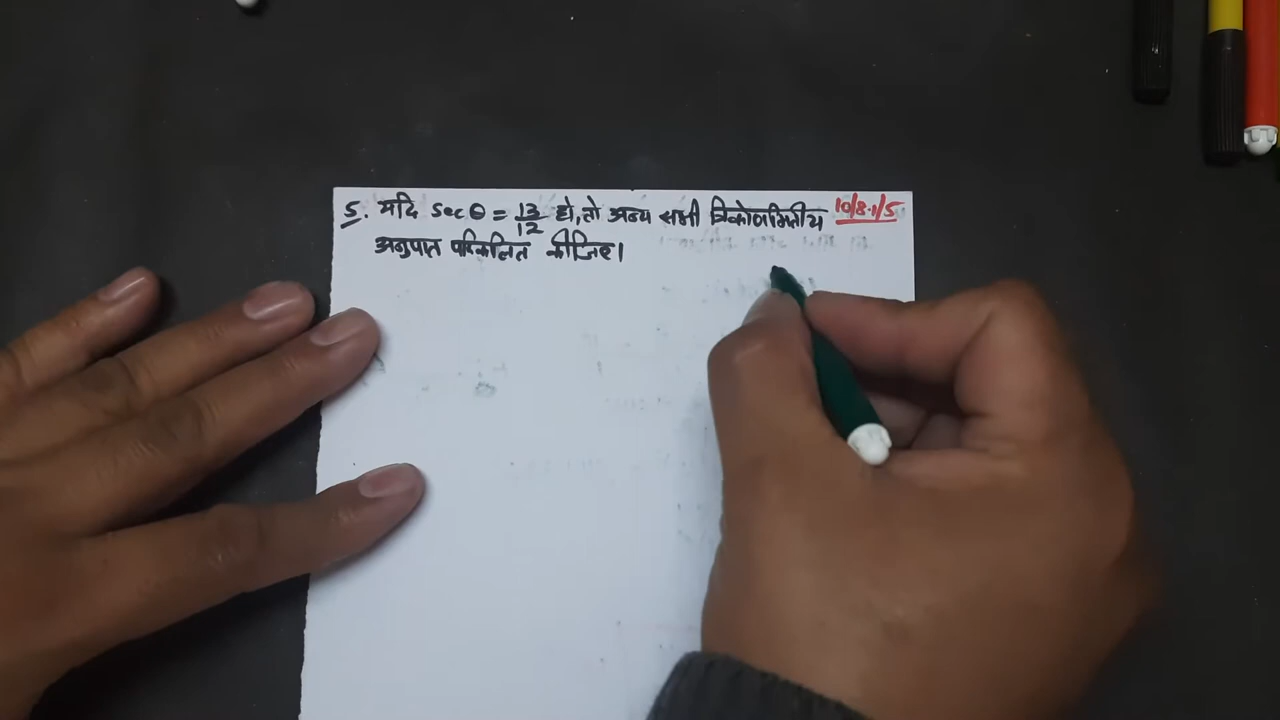 5. यदि Sec θ = 13/12 हो, तो अन्य सभी त्रिकोणमितीय 10/8.1/5
अनुपात परिकलित कीजिए।